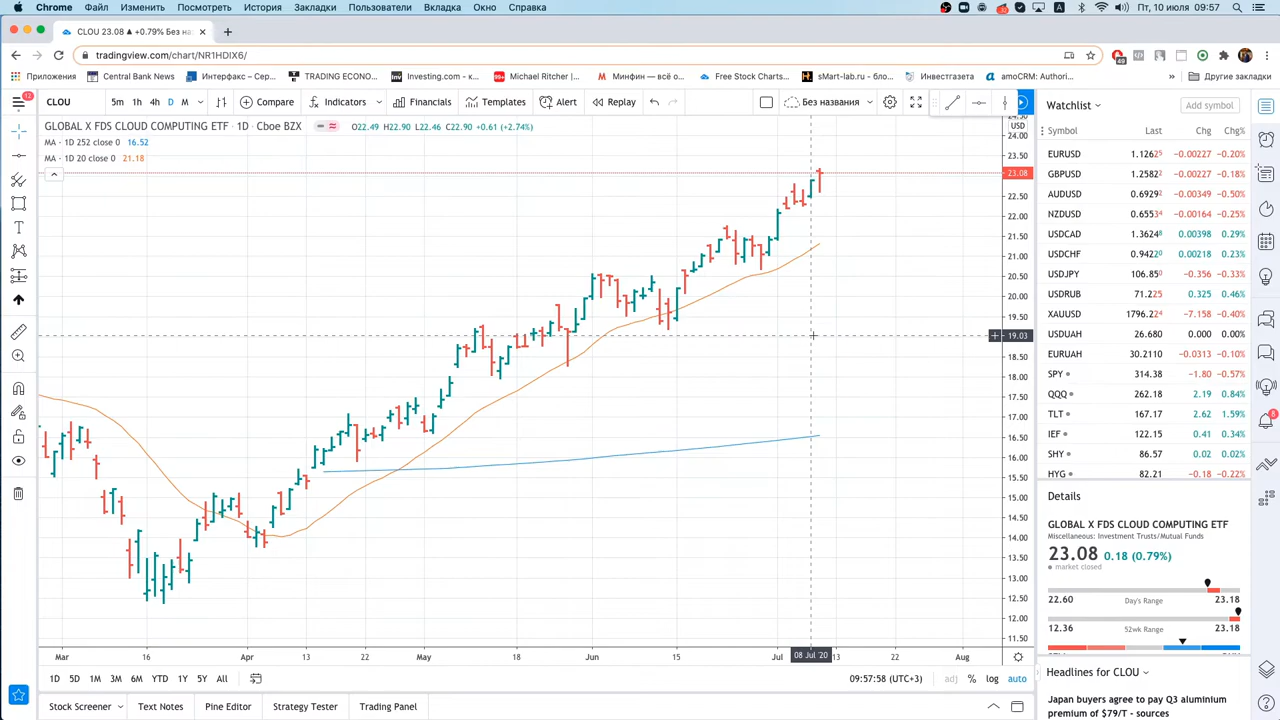 Chrome Файл Изменить Посмотреть История Закладки Пользователи Вкладка Окно Справка Пт, 10 июля 09:57
CLOU 23.08 ▲ +0.79% Без наз
tradingview.com/chart/NR1HDIX6/
49
Приложения Central Bank News Интерфакс – Сер... TRADING ECONO... Investing.com - к... Michael Ritcher |... Минфин — всё о... Free Stock Charts... sMart-lab.ru - бло... Инвестгазета amoCRM: Authori... » Другие закладки
12
CLOU 5m 1h 4h D M Compare Indicators Financials Templates Alert Replay Без названия
Watchlist Add symbol
GLOBAL X FDS CLOUD COMPUTING ETF · 1D · Cboe BZX O22.49 H22.90 L22.46 C22.90 +0.61 (+2.74%)
MA · 1D 252 close 0 16.52
MA · 1D 20 close 0 21.18
USD
24.00
23.50
23.08
22.50
22.00
21.50
21.00
20.50
20.00
19.50
19.03
18.50
18.00
17.50
17.00
16.50
16.00
15.50
15.00
14.50
14.00
13.50
13.00
12.50
12.00
11.50
Mar 16 Apr 13 22 May 18 Jun 15 Jul 08 Jul '20 13 22 Aug
1D 5D 1M 3M 6M YTD 1Y 5Y All 09:57:58 (UTC+3) adj % log auto
Stock Screener Text Notes Pine Editor Strategy Tester Trading Panel
Symbol Last Chg Chg%
EURUSD 1.12625 −0.00227 −0.20%
GBPUSD 1.25822 −0.00227 −0.18%
AUDUSD 0.69292 −0.00349 −0.50%
NZDUSD 0.65534 −0.00164 −0.25%
USDCAD 1.36248 0.00398 0.29%
USDCHF 0.94220 0.00218 0.23%
USDJPY 106.850 −0.356 −0.33%
USDRUB 71.225 0.325 0.46%
XAUUSD 1796.224 −7.158 −0.40%
USDUAH 26.680 0.000 0.00%
EURUAH 30.2110 −0.0313 −0.10%
SPY 314.38 −1.80 −0.57%
QQQ 262.18 2.19 0.84%
TLT 167.17 2.62 1.59%
IEF 122.15 0.41 0.34%
SHY 86.57 0.02 0.02%
HYG 82.21 −0.18 −0.22%
8
Details
GLOBAL X FDS CLOUD COMPUTING ETF
Miscellaneous: Investment Trusts/Mutual Funds
23.08 0.18 (0.79%)
market closed
22.60 Day's Range 23.18
12.36 52wk Range 23.18
Headlines for CLOU
Japan buyers agree to pay Q3 aluminium
premium of $79/T - sources